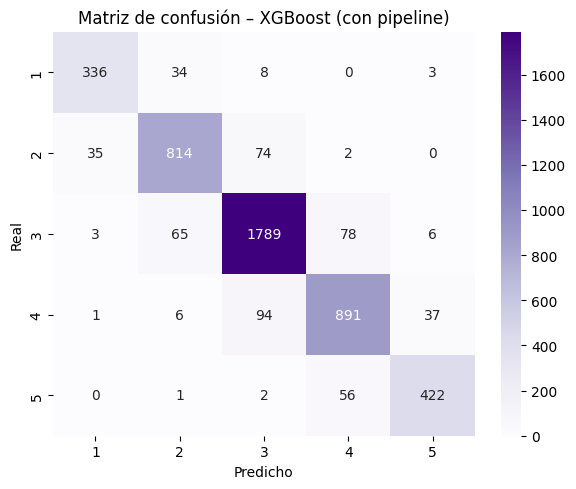 Matriz de confusión – XGBoost (con pipeline)
Real
1 336 34 8 0 3
2 35 814 74 2 0
3 3 65 1789 78 6
4 1 6 94 891 37
5 0 1 2 56 422
1 2 3 4 5
Predicho
1600
1400
1200
1000
800
600
400
200
0